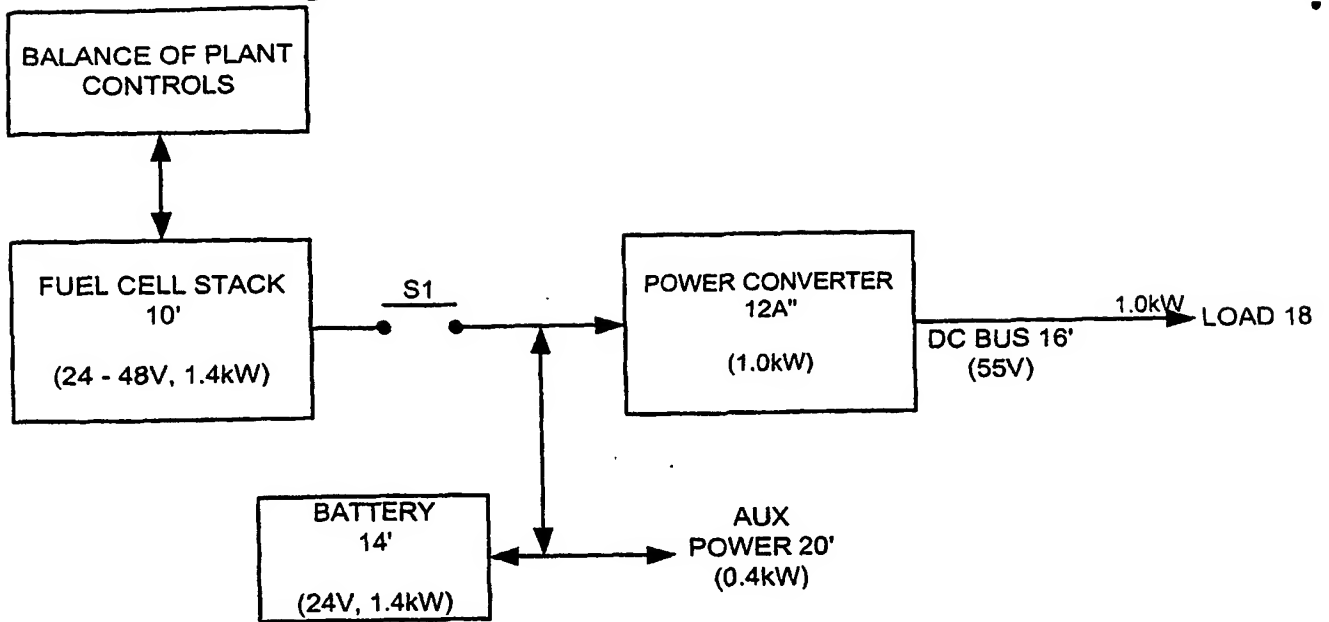 BALANCE OF PLANT
CONTROLS
FUEL CELL STACK
10'
(24 - 48V, 1.4kW)
S1
POWER CONVERTER
12A"
(1.0kW)
1.0kW
LOAD 18
DC BUS 16'
(55V)
BATTERY
14'
(24V, 1.4kW)
AUX
POWER 20'
(0.4kW)